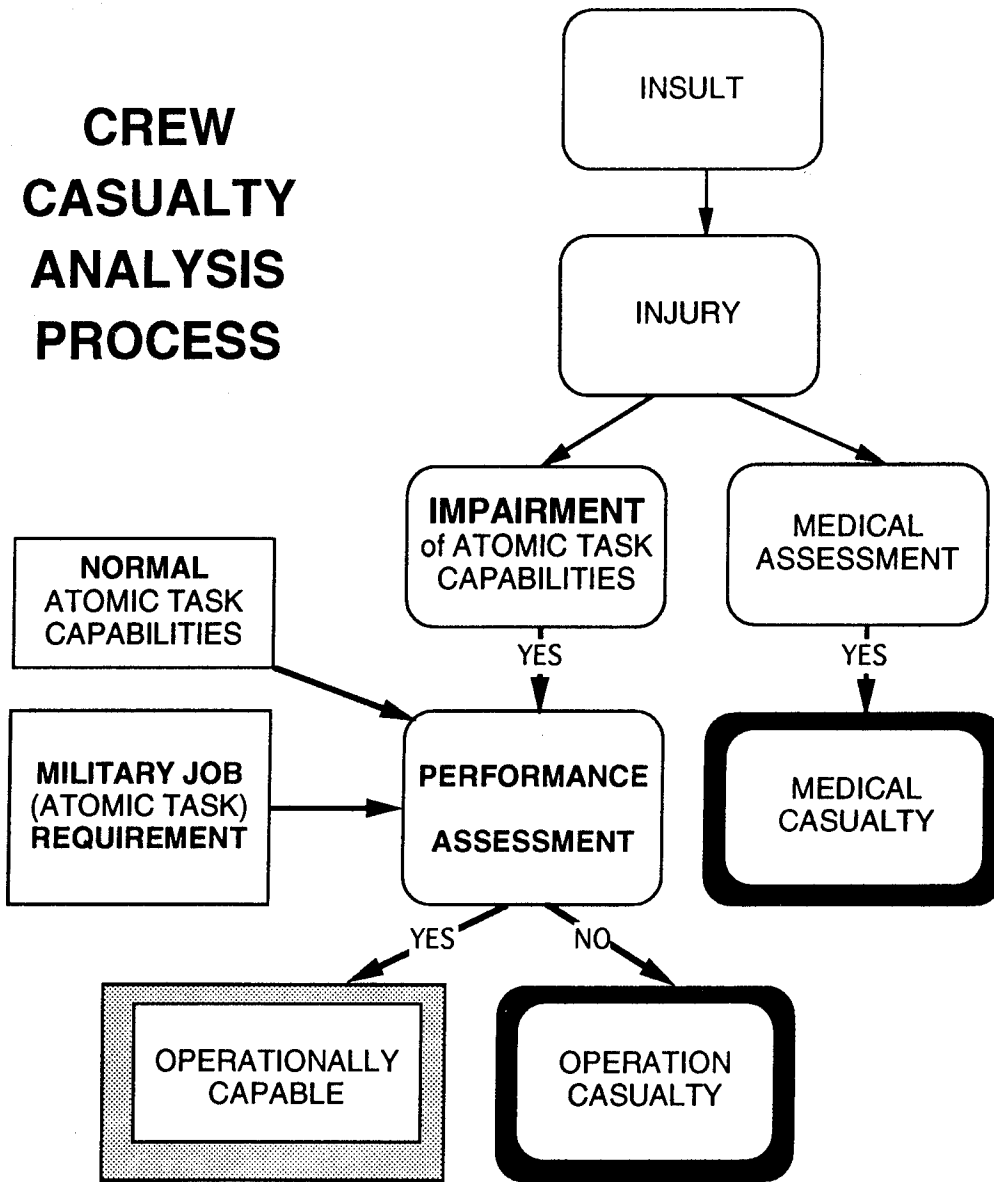 CREW
CASUALTY
ANALYSIS
PROCESS
INSULT
INJURY
IMPAIRMENT
of ATOMIC TASK
CAPABILITIES
MEDICAL
ASSESSMENT
NORMAL
ATOMIC TASK
CAPABILITIES
YES
YES
MILITARY JOB
(ATOMIC TASK)
REQUIREMENT
PERFORMANCE
ASSESSMENT
MEDICAL
CASUALTY
YES
NO
OPERATIONALLY
CAPABLE
OPERATION
CASUALTY